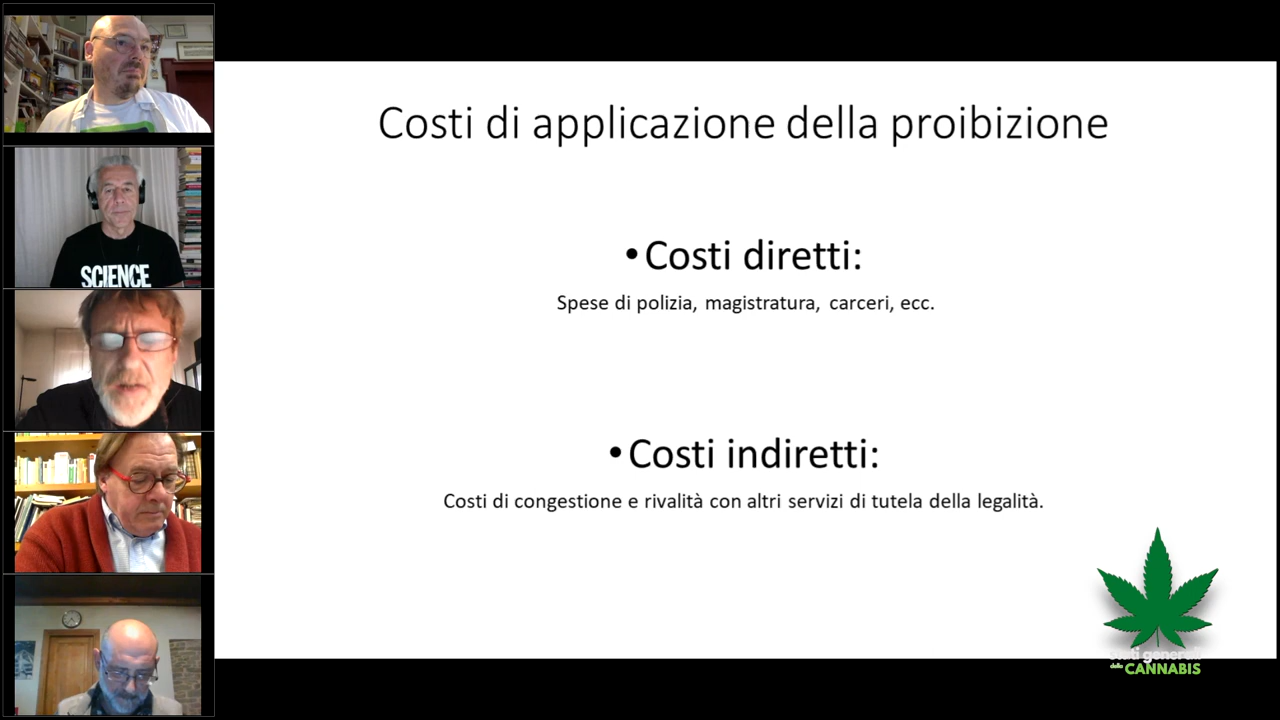 Costi di applicazione della proibizione
•Costi diretti:
Spese di polizia, magistratura, carceri, ecc.
•Costi indiretti:
Costi di congestione e rivalità con altri servizi di tutela della legalità.
SCIENCE
Stati generali
della CANNABIS